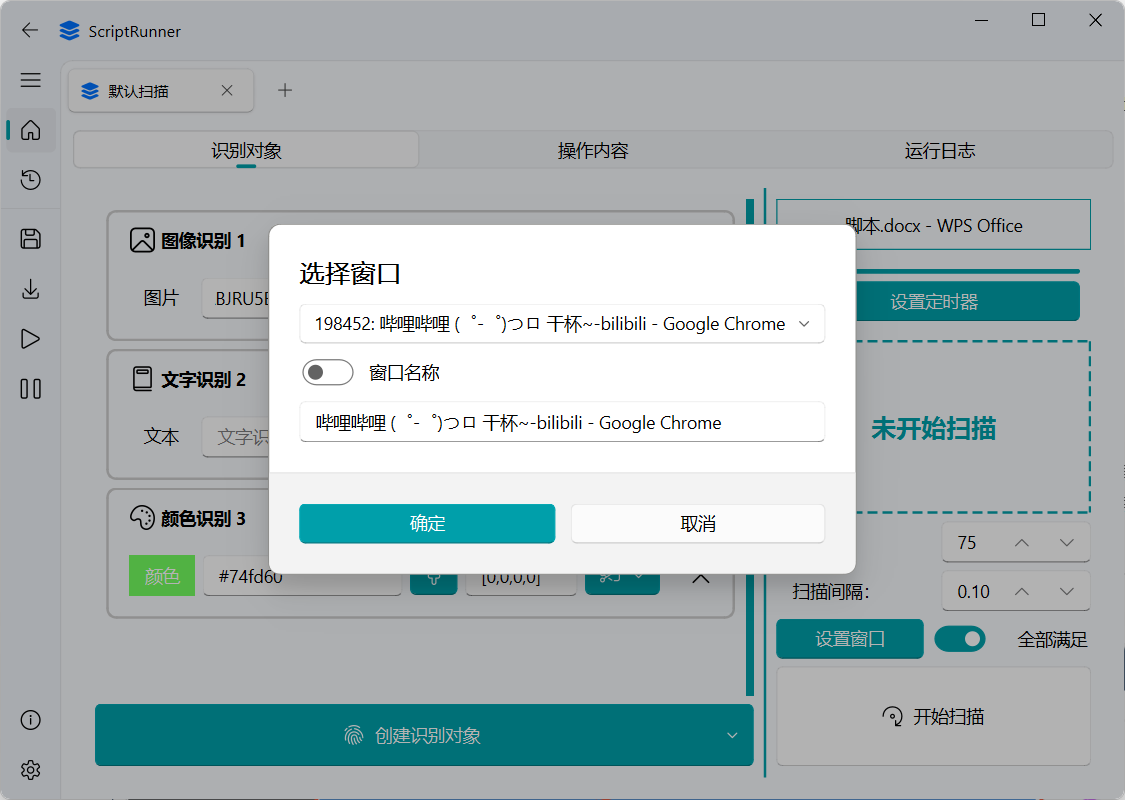 ScriptRunner
默认扫描
识别对象
操作内容
运行日志
图像识别 1
图片
BJRU5E
文字识别 2
文本
文字识
颜色识别 3
颜色
#74fd60
[0,0,0,0]
创建识别对象
脚本.docx - WPS Office
设置定时器
未开始扫描
75
扫描间隔:
0.10
设置窗口
全部满足
开始扫描
选择窗口
198452: 哔哩哔哩 (゜-゜)つロ 干杯~-bilibili - Google Chrome
窗口名称
哔哩哔哩 (゜-゜)つロ 干杯~-bilibili - Google Chrome
确定
取消